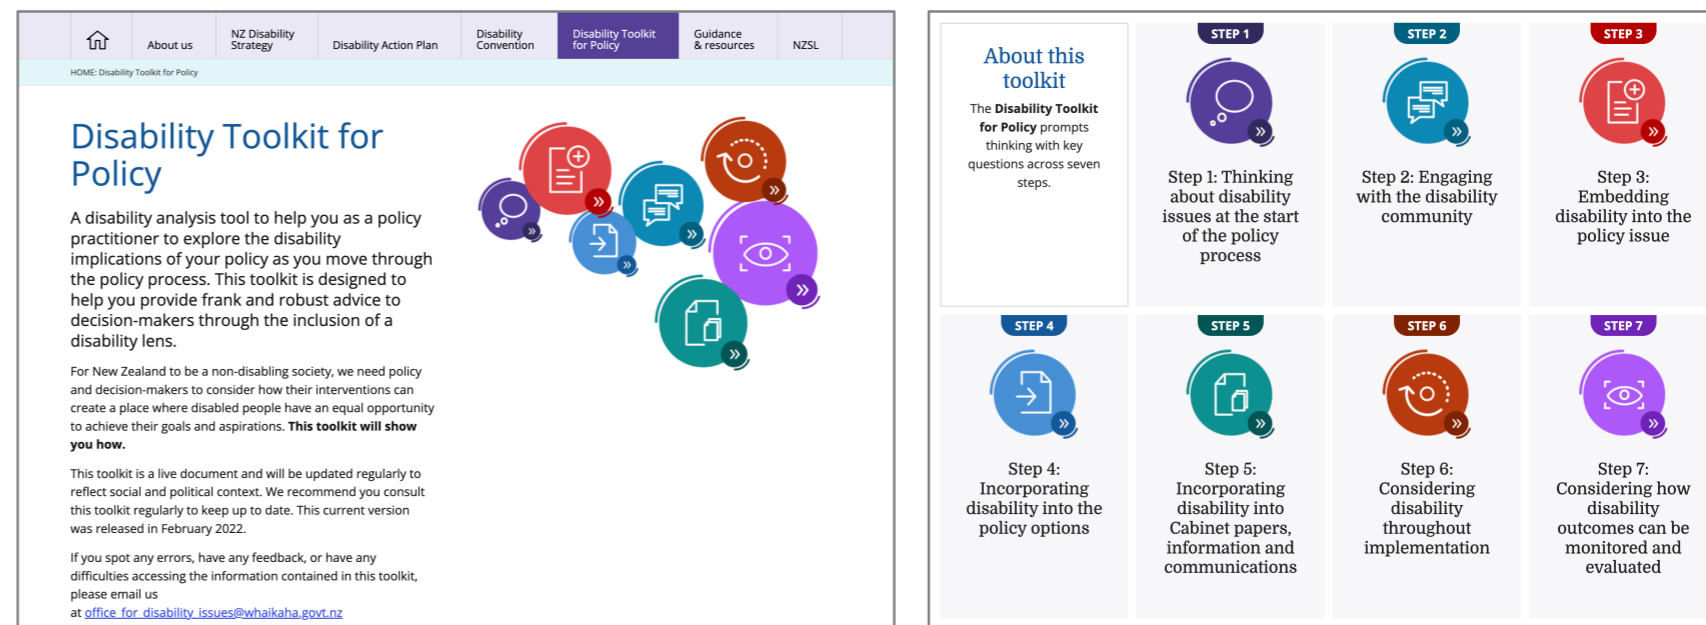 About us
NZ Disability
Strategy
Disability Action Plan
Disability
Convention
Disability Toolkit
for Policy
Guidance
& resources
NZSL
HOME: Disability Toolkit for Policy
Disability Toolkit for
Policy
A disability analysis tool to help you as a policy
practitioner to explore the disability
implications of your policy as you move through
the policy process. This toolkit is designed to
help you provide frank and robust advice to
decision-makers through the inclusion of a
disability lens.
For New Zealand to be a non-disabling society, we need policy
and decision-makers to consider how their interventions can
create a place where disabled people have an equal opportunity
to achieve their goals and aspirations. This toolkit will show
you how.
This toolkit is a live document and will be updated regularly to
reflect social and political context. We recommend you consult
this toolkit regularly to keep up to date. This current version
was released in February 2022.
If you spot any errors, have any feedback, or have any
difficulties accessing the information contained in this toolkit,
please email us
at office_for_disability_issues@whaikaha.govt.nz
About this
toolkit
The Disability Toolkit
for Policy prompts
thinking with key
questions across seven
steps.
STEP 1
Step 1: Thinking
about disability
issues at the start
of the policy
process
STEP 2
Step 2: Engaging
with the disability
community
STEP 3
Step 3:
Embedding
disability into the
policy issue
STEP 4
Step 4:
Incorporating
disability into the
policy options
STEP 5
Step 5:
Incorporating
disability into
Cabinet papers,
information and
communications
STEP 6
Step 6:
Considering
disability
throughout
implementation
STEP 7
Step 7:
Considering how
disability
outcomes can be
monitored and
evaluated